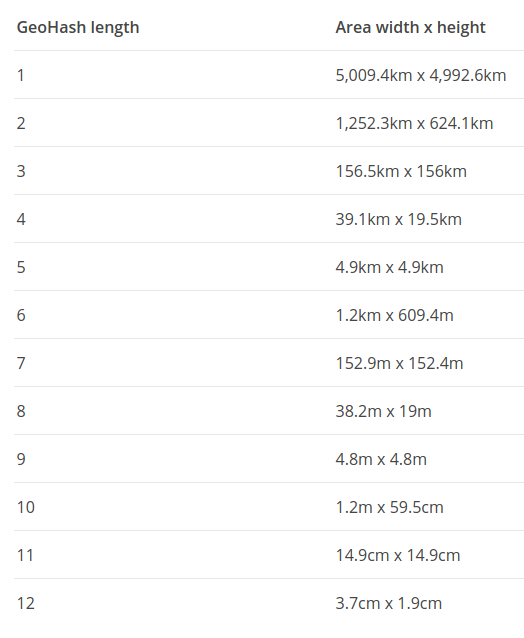 GeoHash length Area width x height
1 5,009.4km x 4,992.6km
2 1,252.3km x 624.1km
3 156.5km x 156km
4 39.1km x 19.5km
5 4.9km x 4.9km
6 1.2km x 609.4m
7 152.9m x 152.4m
8 38.2m x 19m
9 4.8m x 4.8m
10 1.2m x 59.5cm
11 14.9cm x 14.9cm
12 3.7cm x 1.9cm